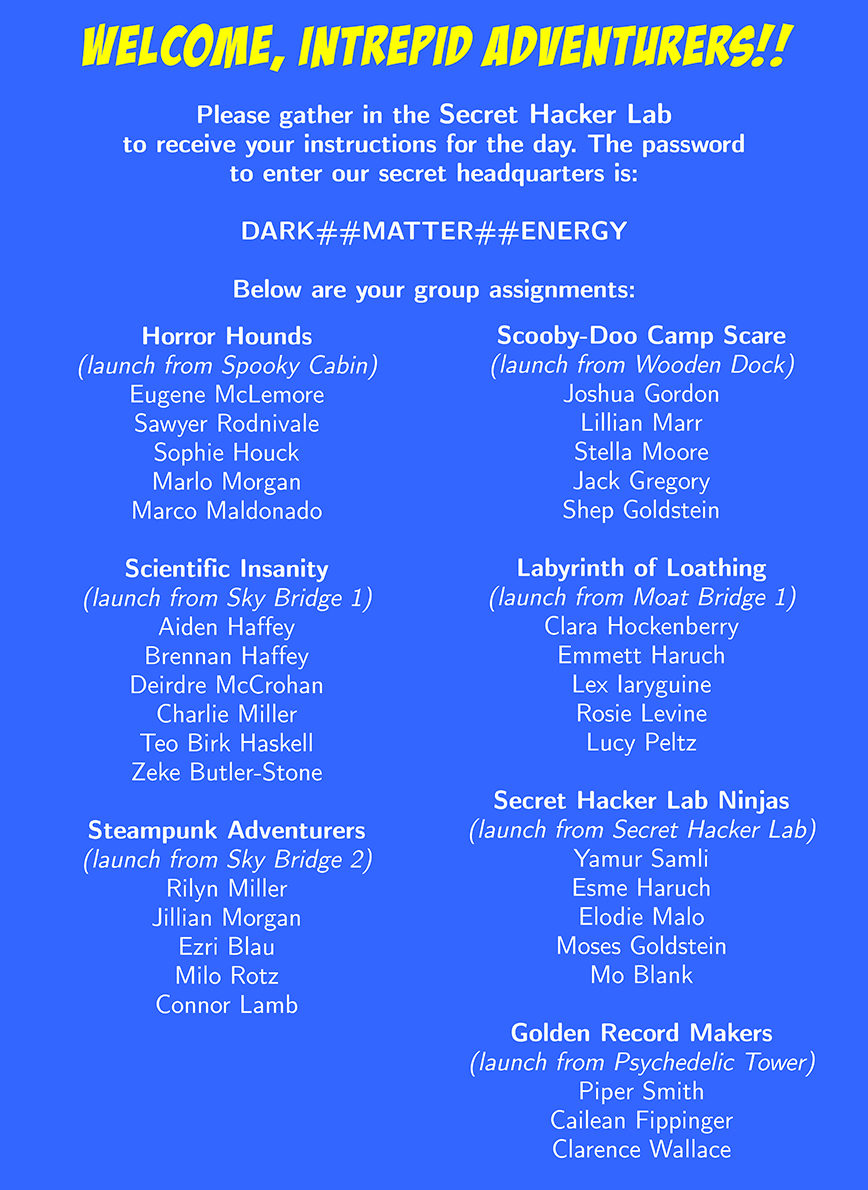 WELCOME, INTREPID ADVENTURERS!!
Please gather in the Secret Hacker Lab
to receive your instructions for the day. The password
to enter our secret headquarters is:
DARK##MATTER##ENERGY
Below are your group assignments:
Horror Hounds
(launch from Spooky Cabin)
Eugene McLemore
Sawyer Rodnivale
Sophie Houck
Marlo Morgan
Marco Maldonado
Scientific Insanity
(launch from Sky Bridge 1)
Aiden Haffey
Brennan Haffey
Deirdre McCrohan
Charlie Miller
Teo Birk Haskell
Zeke Butler-Stone
Steampunk Adventurers
(launch from Sky Bridge 2)
Rilyn Miller
Jillian Morgan
Ezri Blau
Milo Rotz
Connor Lamb
Scooby-Doo Camp Scare
(launch from Wooden Dock)
Joshua Gordon
Lillian Marr
Stella Moore
Jack Gregory
Shep Goldstein
Labyrinth of Loathing
(launch from Moat Bridge 1)
Clara Hockenberry
Emmett Haruch
Lex Iaryguine
Rosie Levine
Lucy Peltz
Secret Hacker Lab Ninjas
(launch from Secret Hacker Lab)
Yamur Samli
Esme Haruch
Elodie Malo
Moses Goldstein
Mo Blank
Golden Record Makers
(launch from Psychedelic Tower)
Piper Smith
Cailean Fippinger
Clarence Wallace